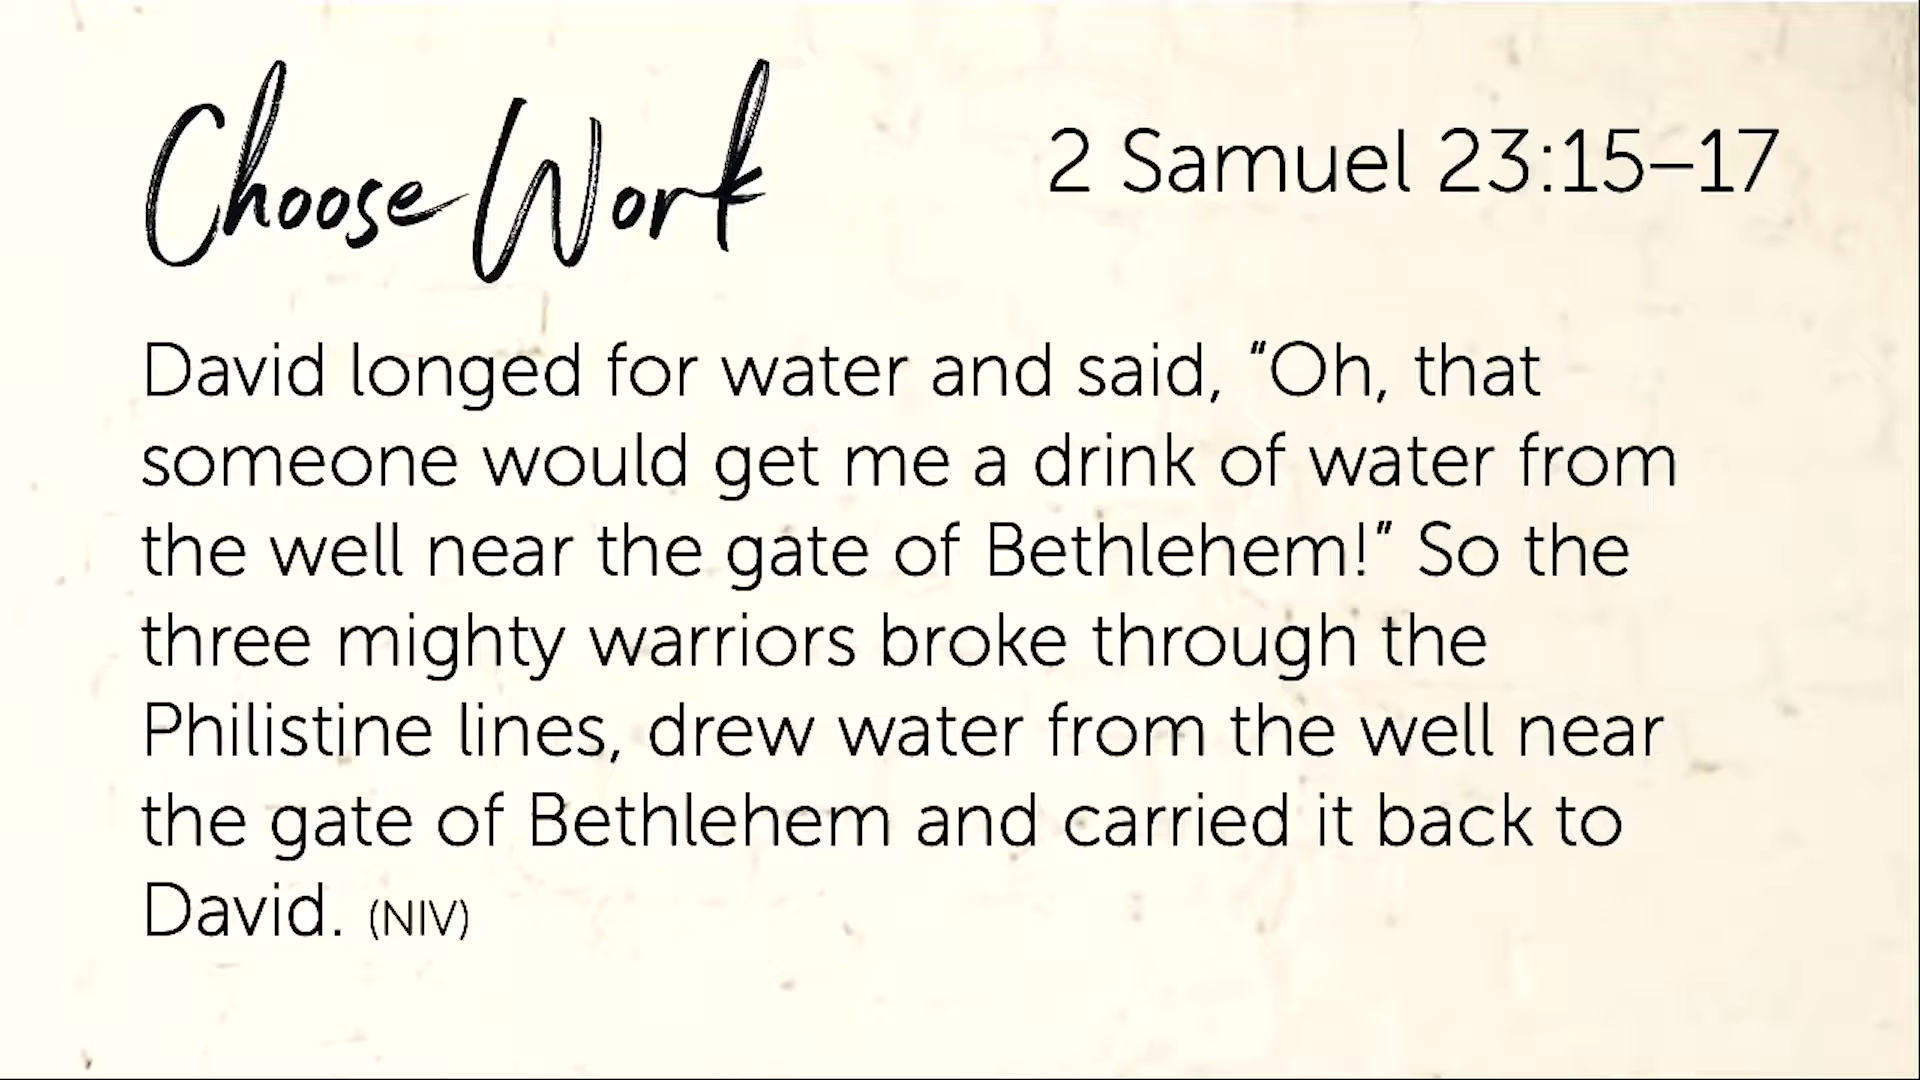 Choose Work
2 Samuel 23:15–17
David longed for water and said, “Oh, that
someone would get me a drink of water from
the well near the gate of Bethlehem!” So the
three mighty warriors broke through the
Philistine lines, drew water from the well near
the gate of Bethlehem and carried it back to
David. (NIV)